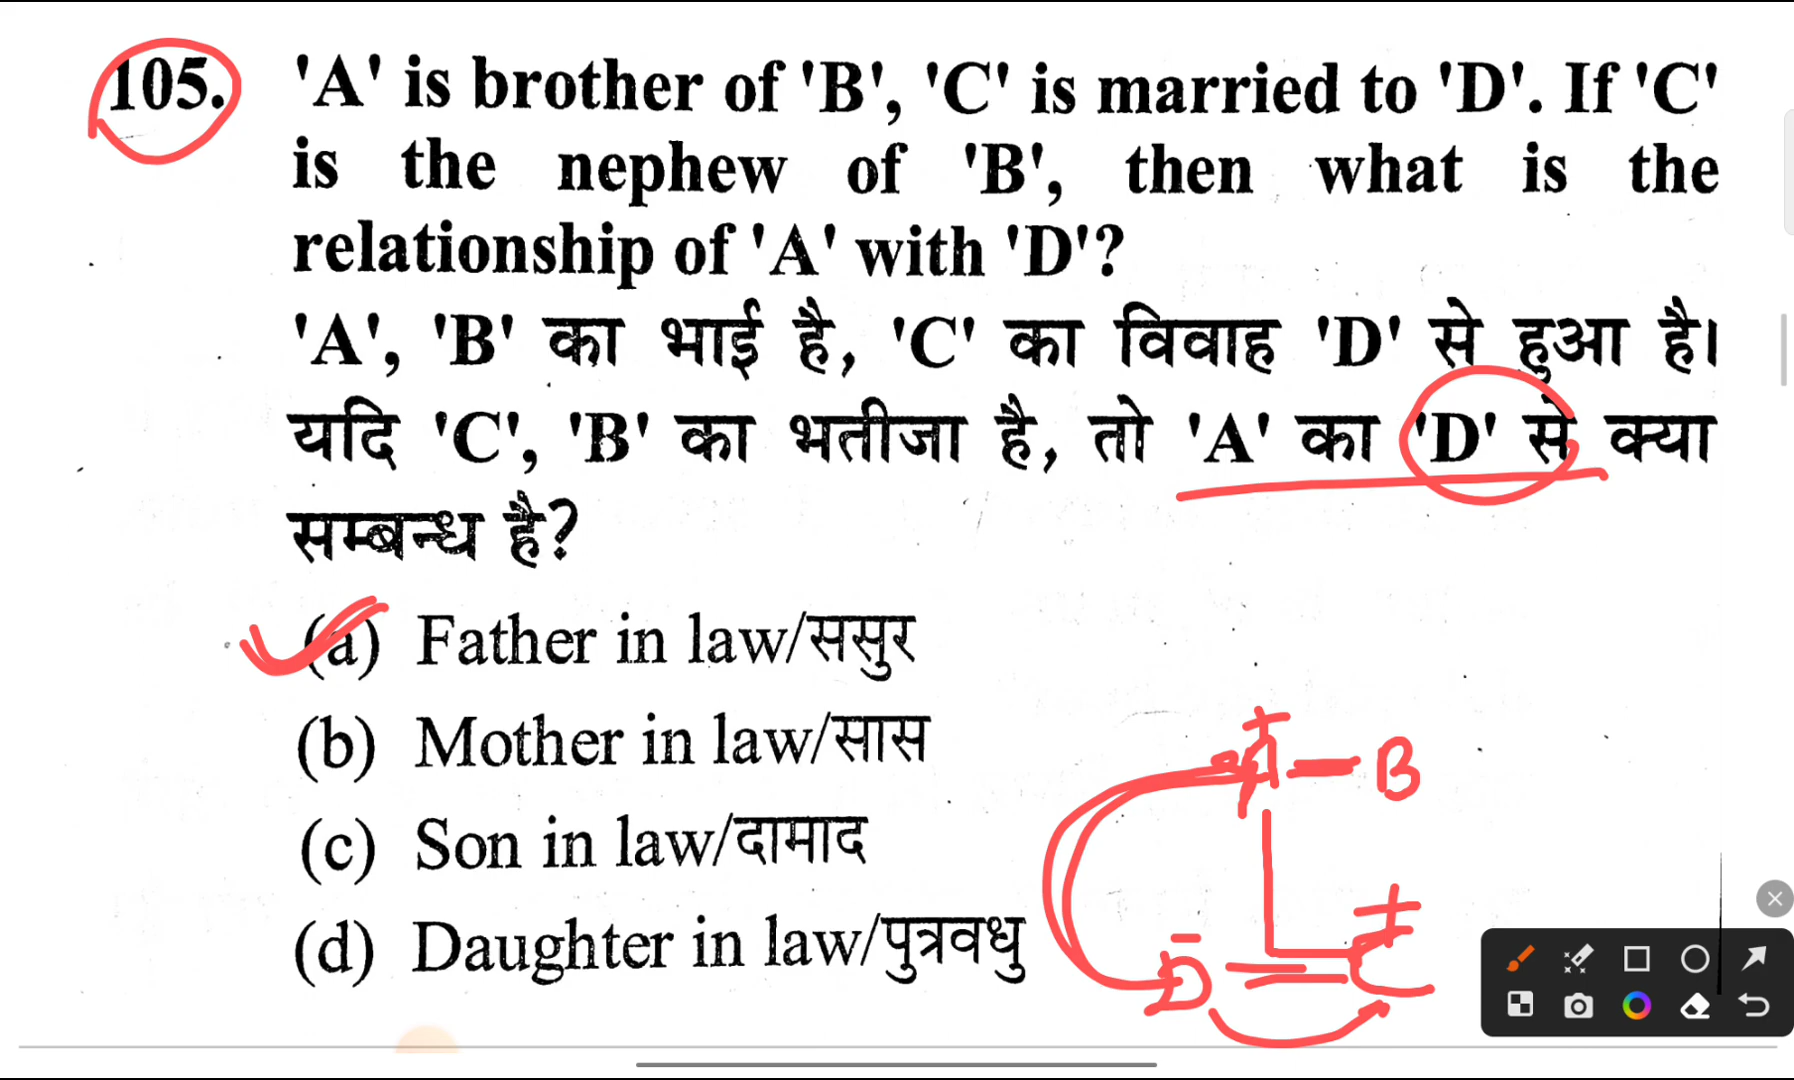 105. 'A' is brother of 'B', 'C' is married to 'D'. If 'C'
is the nephew of 'B', then what is the
relationship of 'A' with 'D'?
'A', 'B' का भाई है, 'C' का विवाह 'D' से हुआ है।
यदि 'C', 'B' का भतीजा है, तो 'A' का 'D' से क्या
सम्बन्ध है?
(a) Father in law/ससुर
(b) Mother in law/सास
(c) Son in law/दामाद
(d) Daughter in law/पुत्रवधु
A — B
D = C